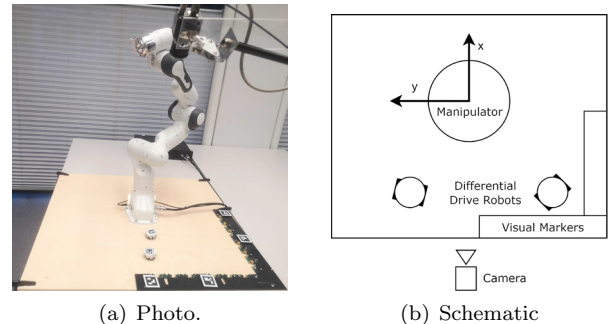 x
y
Manipulator
Differential
Drive Robots
Visual Markers
Camera
(a) Photo.
(b) Schematic